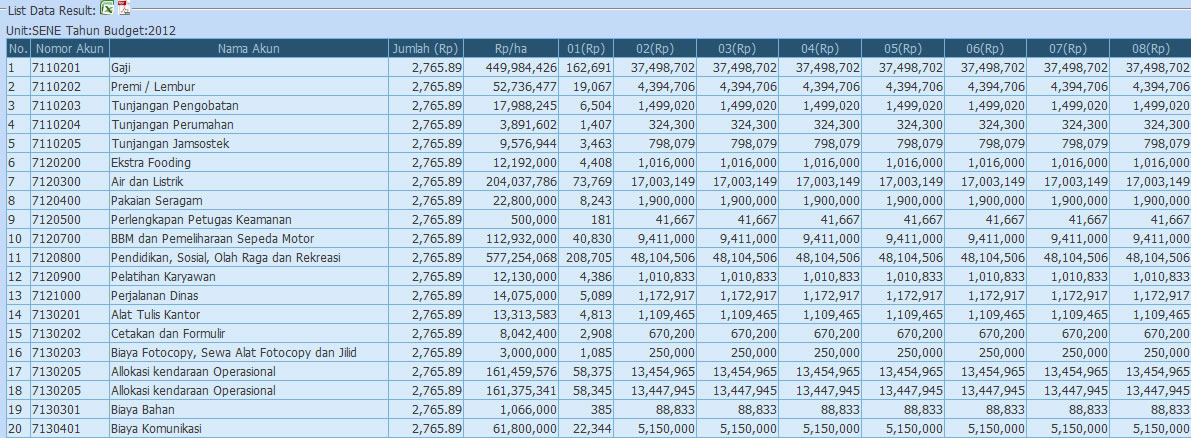 List Data Result:
Unit:SENE Tahun Budget:2012
No. Nomor Akun Nama Akun Jumlah (Rp) Rp/ha 01(Rp) 02(Rp) 03(Rp) 04(Rp) 05(Rp) 06(Rp) 07(Rp) 08(Rp)
1 7110201 Gaji 2,765.89 449,984,426 162,691 37,498,702 37,498,702 37,498,702 37,498,702 37,498,702 37,498,702 37,498,702
2 7110202 Premi / Lembur 2,765.89 52,736,477 19,067 4,394,706 4,394,706 4,394,706 4,394,706 4,394,706 4,394,706 4,394,706
3 7110203 Tunjangan Pengobatan 2,765.89 17,988,245 6,504 1,499,020 1,499,020 1,499,020 1,499,020 1,499,020 1,499,020 1,499,020
4 7110204 Tunjangan Perumahan 2,765.89 3,891,602 1,407 324,300 324,300 324,300 324,300 324,300 324,300 324,300
5 7110205 Tunjangan Jamsostek 2,765.89 9,576,944 3,463 798,079 798,079 798,079 798,079 798,079 798,079 798,079
6 7120200 Ekstra Fooding 2,765.89 12,192,000 4,408 1,016,000 1,016,000 1,016,000 1,016,000 1,016,000 1,016,000 1,016,000
7 7120300 Air dan Listrik 2,765.89 204,037,786 73,769 17,003,149 17,003,149 17,003,149 17,003,149 17,003,149 17,003,149 17,003,149
8 7120400 Pakaian Seragam 2,765.89 22,800,000 8,243 1,900,000 1,900,000 1,900,000 1,900,000 1,900,000 1,900,000 1,900,000
9 7120500 Perlengkapan Petugas Keamanan 2,765.89 500,000 181 41,667 41,667 41,667 41,667 41,667 41,667 41,667
10 7120700 BBM dan Pemeliharaan Sepeda Motor 2,765.89 112,932,000 40,830 9,411,000 9,411,000 9,411,000 9,411,000 9,411,000 9,411,000 9,411,000
11 7120800 Pendidikan, Sosial, Olah Raga dan Rekreasi 2,765.89 577,254,068 208,705 48,104,506 48,104,506 48,104,506 48,104,506 48,104,506 48,104,506 48,104,506
12 7120900 Pelatihan Karyawan 2,765.89 12,130,000 4,386 1,010,833 1,010,833 1,010,833 1,010,833 1,010,833 1,010,833 1,010,833
13 7121000 Perjalanan Dinas 2,765.89 14,075,000 5,089 1,172,917 1,172,917 1,172,917 1,172,917 1,172,917 1,172,917 1,172,917
14 7130201 Alat Tulis Kantor 2,765.89 13,313,583 4,813 1,109,465 1,109,465 1,109,465 1,109,465 1,109,465 1,109,465 1,109,465
15 7130202 Cetakan dan Formulir 2,765.89 8,042,400 2,908 670,200 670,200 670,200 670,200 670,200 670,200 670,200
16 7130203 Biaya Fotocopy, Sewa Alat Fotocopy dan Jilid 2,765.89 3,000,000 1,085 250,000 250,000 250,000 250,000 250,000 250,000 250,000
17 7130205 Allokasi kendaraan Operasional 2,765.89 161,459,576 58,375 13,454,965 13,454,965 13,454,965 13,454,965 13,454,965 13,454,965 13,454,965
18 7130205 Allokasi kendaraan Operasional 2,765.89 161,375,341 58,345 13,447,945 13,447,945 13,447,945 13,447,945 13,447,945 13,447,945 13,447,945
19 7130301 Biaya Bahan 2,765.89 1,066,000 385 88,833 88,833 88,833 88,833 88,833 88,833 88,833
20 7130401 Biaya Komunikasi 2,765.89 61,800,000 22,344 5,150,000 5,150,000 5,150,000 5,150,000 5,150,000 5,150,000 5,150,000